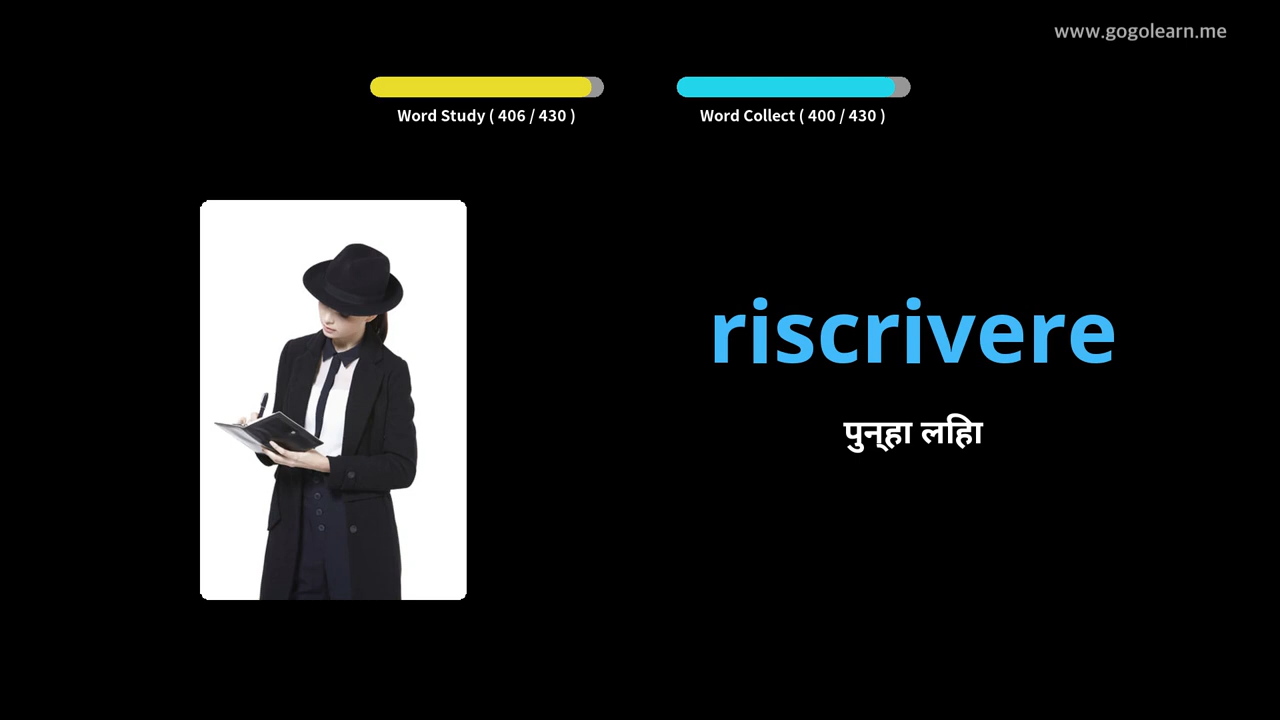 www.gogolearn.me
Word Study ( 406 / 430 )
Word Collect ( 400 / 430 )
riscrivere
पुन्हा लिहा